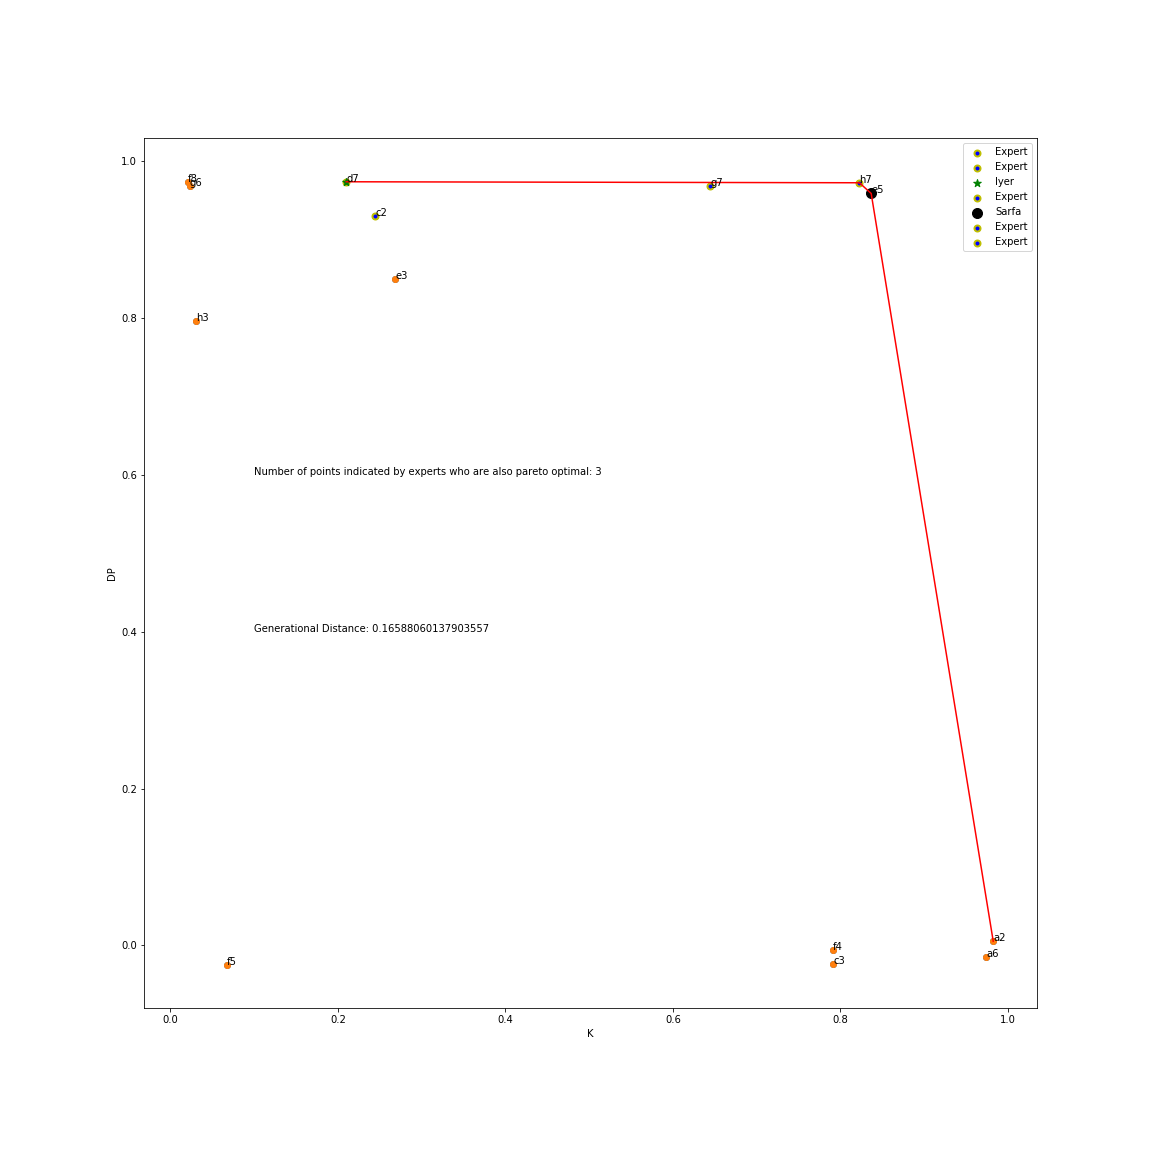 1.0
Expert
Expert
Iyer
Expert
Sarfa
Expert
Expert
f8
d7
g7
h7
c2
e3
0.8
h3
Number of points indicated by experts who are also pareto optimal: 3
0.6
DP
Generational Distance: 0.16588060137903557
0.4
0.2
0.0
a2
f4
a6
c3
f5
0.0 0.2 0.4 0.6 0.8 1.0
K